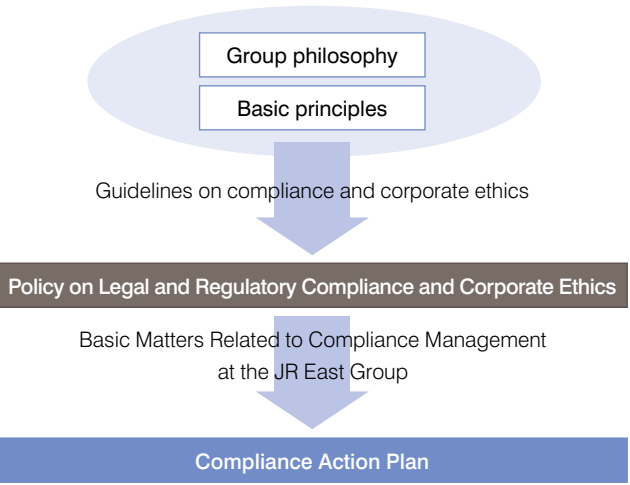 Group philosophy
Basic principles
Guidelines on compliance and corporate ethics
Policy on Legal and Regulatory Compliance and Corporate Ethics
Basic Matters Related to Compliance Management
at the JR East Group
Compliance Action Plan